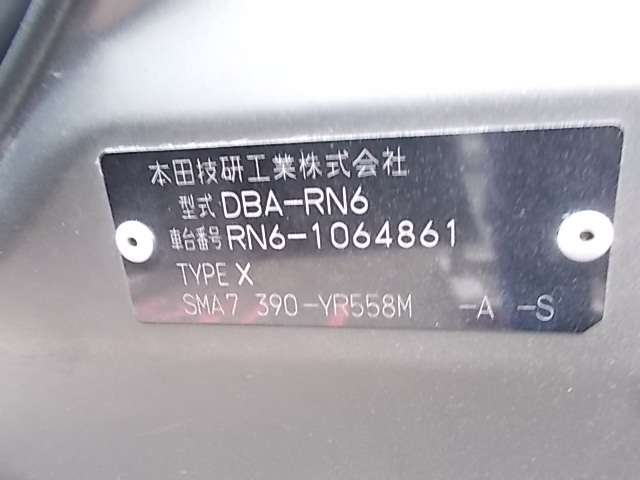 本田技研工業株式会社
型式 DBA-RN6
車台番号 RN6-1064861
TYPE X
SMA7 390-YR558M -A -S